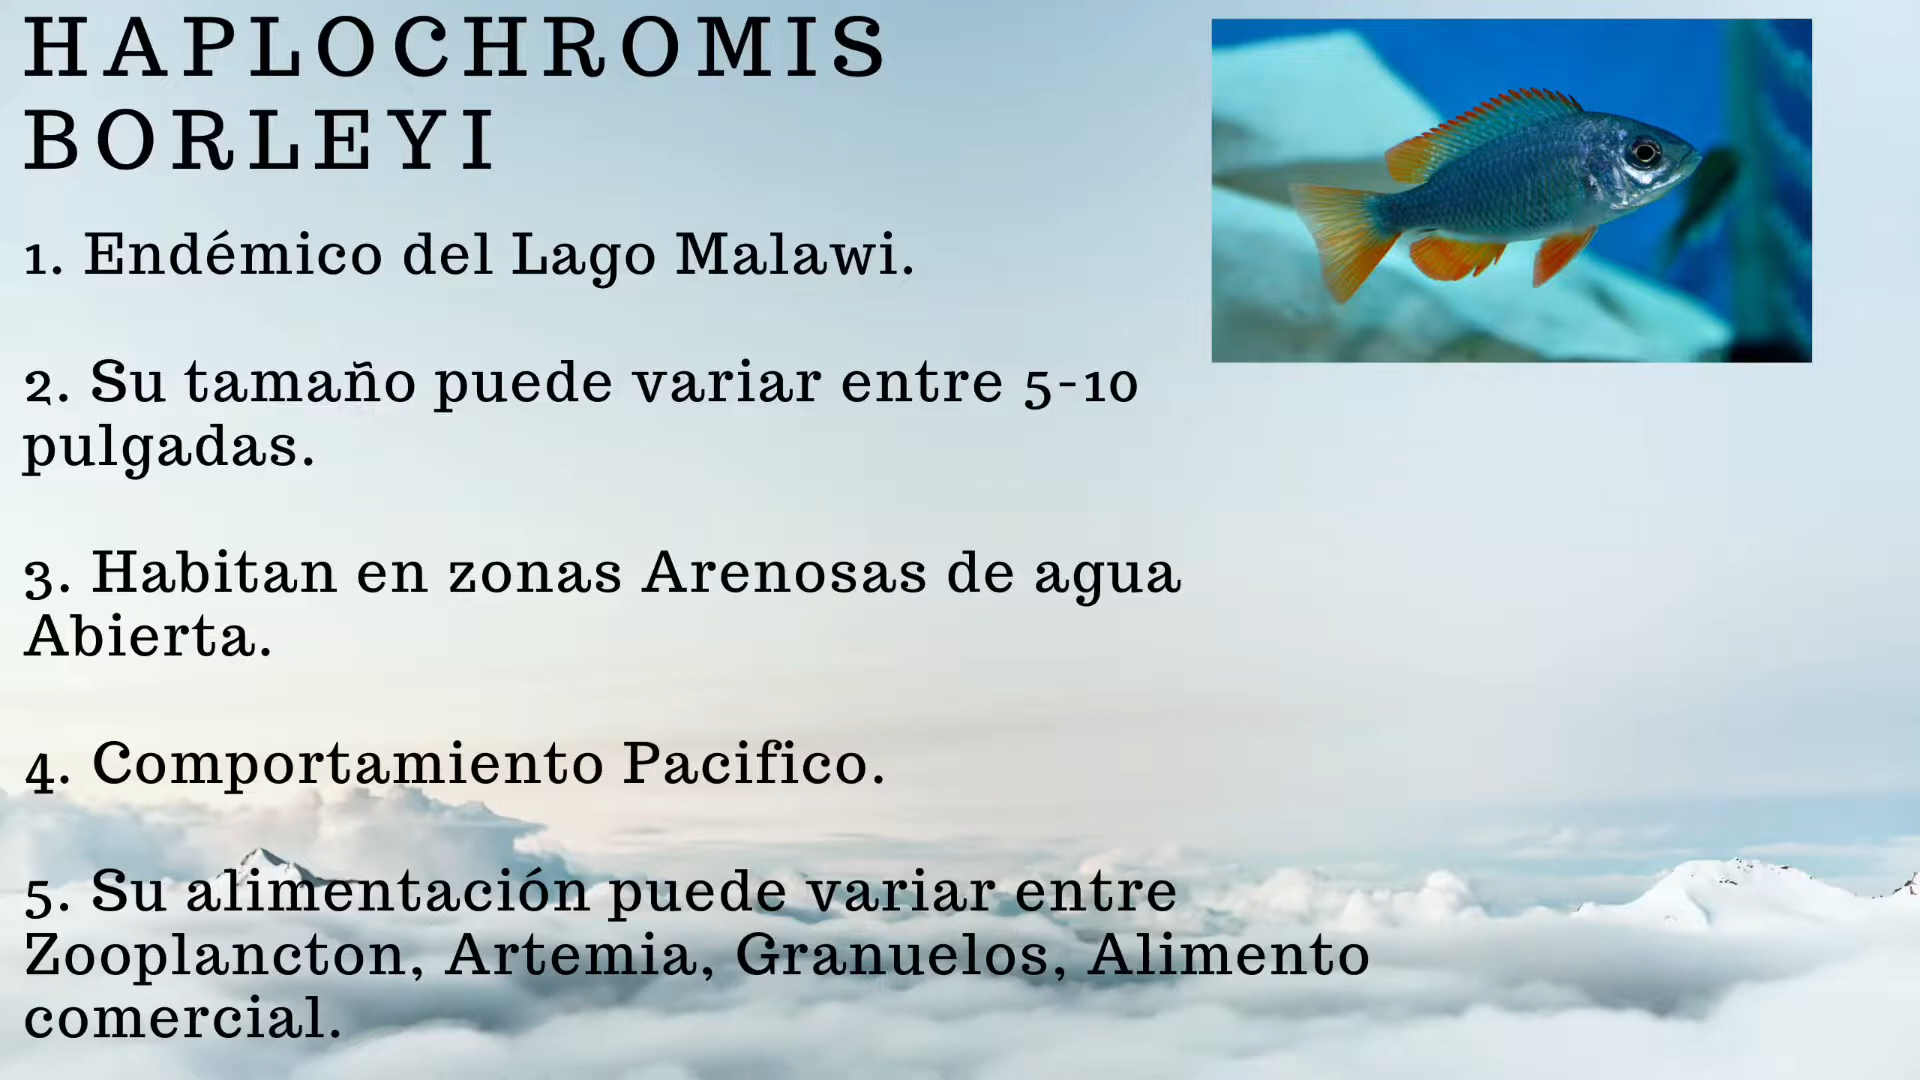 HAPLOCHROMIS
BORLEYI
1. Endémico del Lago Malawi.
2. Su tamaño puede variar entre 5-10
pulgadas.
3. Habitan en zonas Arenosas de agua
Abierta.
4. Comportamiento Pacifico.
5. Su alimentación puede variar entre
Zooplancton, Artemia, Granuelos, Alimento
comercial.